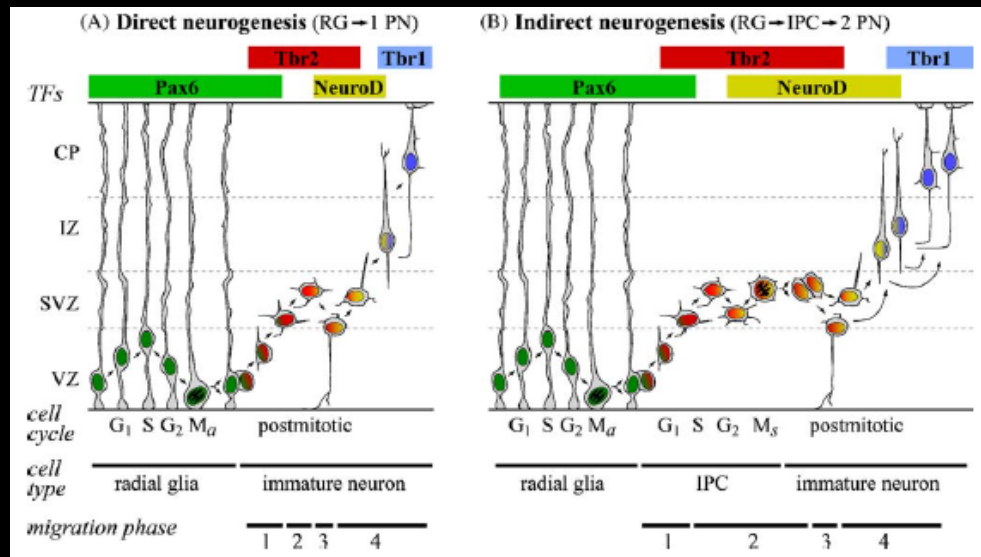 (A) Direct neurogenesis (RG→1 PN)
Tbr2 Tbr1
TFs Pax6 NeuroD
CP
IZ
SVZ
VZ
cell cycle G₁ S G₂ Mₐ postmitotic
cell type radial glia immature neuron
migration phase 1 2 3 4
(B) Indirect neurogenesis (RG→IPC→2 PN)
Tbr2 Tbr1
Pax6 NeuroD
G₁ S G₂ Mₐ G₁ S G₂ Mₛ postmitotic
radial glia IPC immature neuron
1 2 3 4